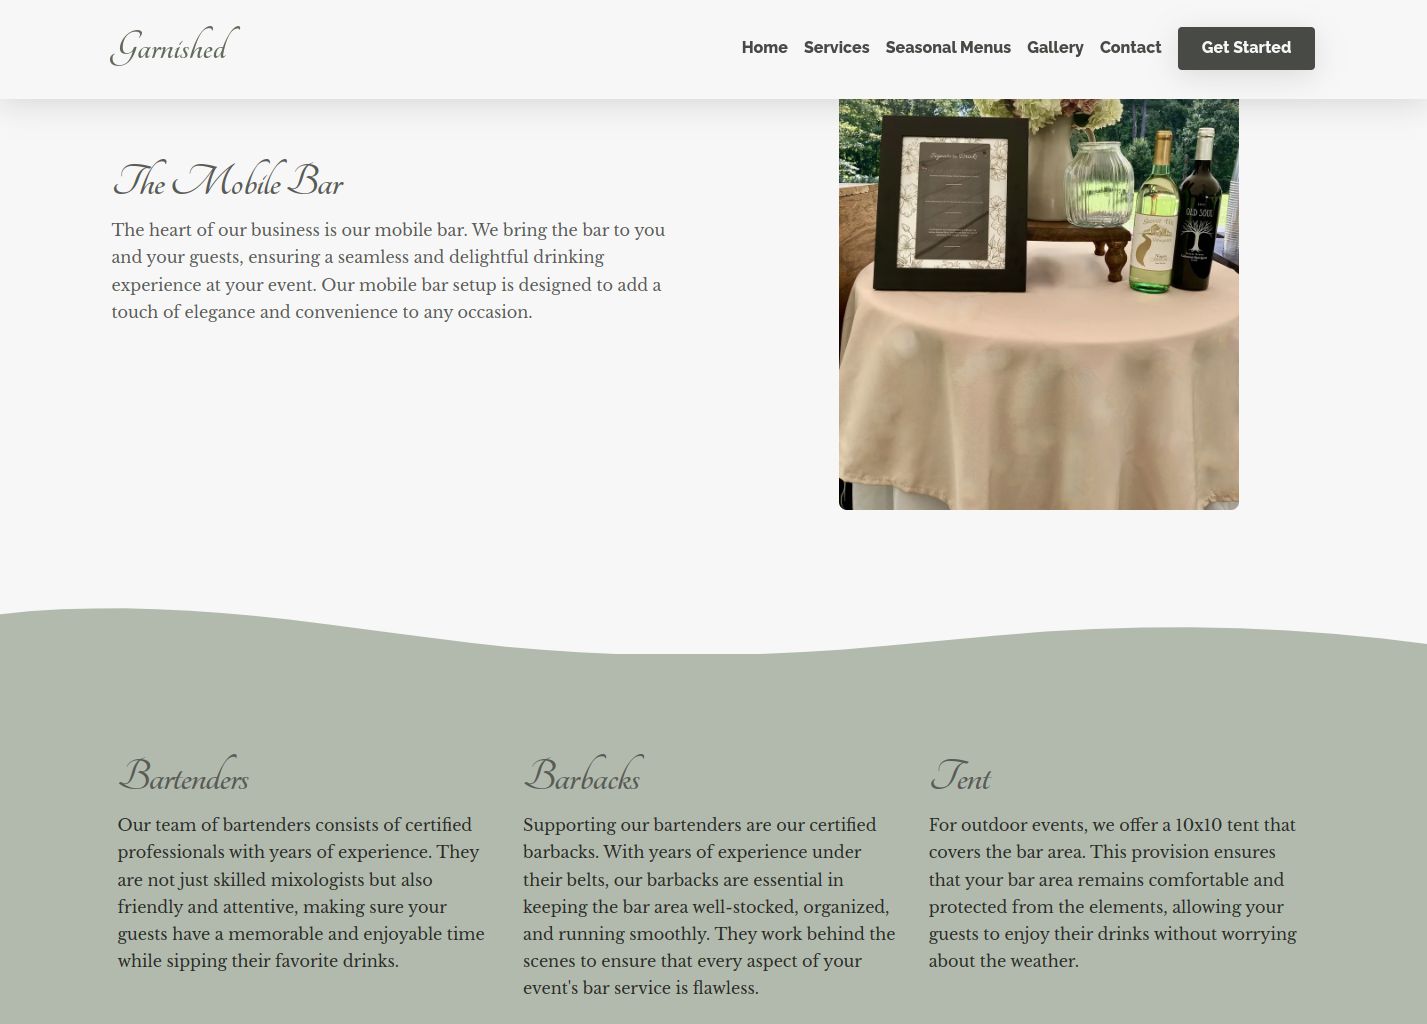 Garnished
Home Services Seasonal Menus Gallery Contact Get Started
The Mobile Bar
The heart of our business is our mobile bar. We bring the bar to you
and your guests, ensuring a seamless and delightful drinking
experience at your event. Our mobile bar setup is designed to add a
touch of elegance and convenience to any occasion.
OLD SOUL
Bartenders
Our team of bartenders consists of certified
professionals with years of experience. They
are not just skilled mixologists but also
friendly and attentive, making sure your
guests have a memorable and enjoyable time
while sipping their favorite drinks.
Barbacks
Supporting our bartenders are our certified
barbacks. With years of experience under
their belts, our barbacks are essential in
keeping the bar area well-stocked, organized,
and running smoothly. They work behind the
scenes to ensure that every aspect of your
event's bar service is flawless.
Tent
For outdoor events, we offer a 10x10 tent that
covers the bar area. This provision ensures
that your bar area remains comfortable and
protected from the elements, allowing your
guests to enjoy their drinks without worrying
about the weather.